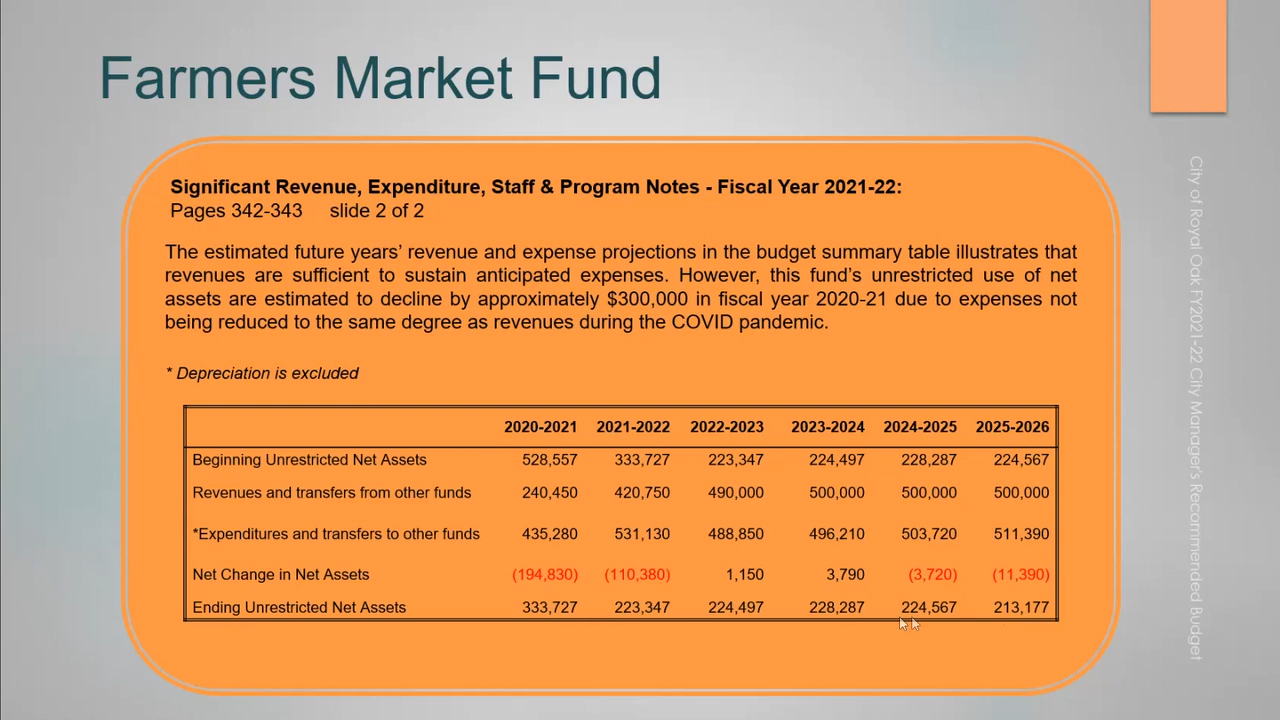 Farmers Market Fund
Significant Revenue, Expenditure, Staff & Program Notes - Fiscal Year 2021-22:
Pages 342-343 slide 2 of 2
The estimated future years’ revenue and expense projections in the budget summary table illustrates that
revenues are sufficient to sustain anticipated expenses. However, this fund’s unrestricted use of net
assets are estimated to decline by approximately $300,000 in fiscal year 2020-21 due to expenses not
being reduced to the same degree as revenues during the COVID pandemic.
* Depreciation is excluded
2020-2021 2021-2022 2022-2023 2023-2024 2024-2025 2025-2026
Beginning Unrestricted Net Assets 528,557 333,727 223,347 224,497 228,287 224,567
Revenues and transfers from other funds 240,450 420,750 490,000 500,000 500,000 500,000
*Expenditures and transfers to other funds 435,280 531,130 488,850 496,210 503,720 511,390
Net Change in Net Assets (194,830) (110,380) 1,150 3,790 (3,720) (11,390)
Ending Unrestricted Net Assets 333,727 223,347 224,497 228,287 224,567 213,177
City of Royal Oak FY2021-22 City Manager's Recommended Budget